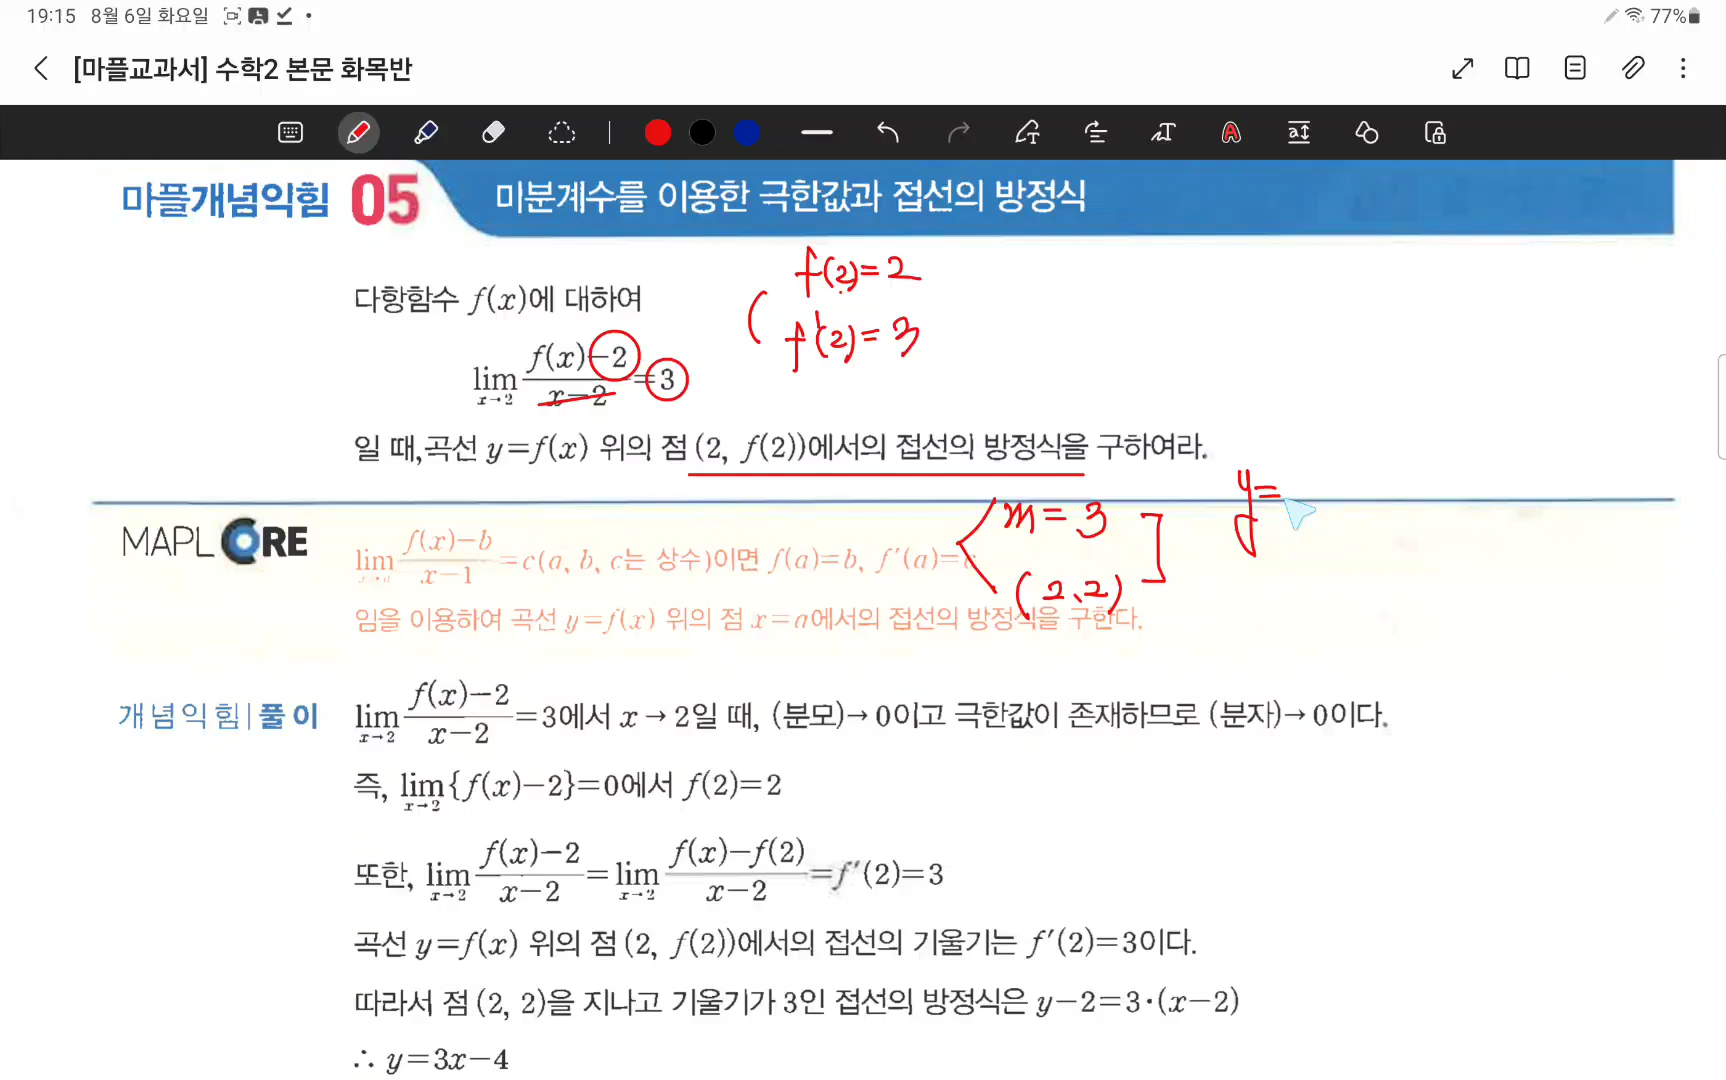 19:15 8월 6일 화요일
77%
[마플교과서] 수학2 본문 화목반
마플개념익힘 05 미분계수를 이용한 극한값과 접선의 방정식
다항함수 f(x)에 대하여
lim x→2 (f(x)−2)/(x−2) =3
f(2)=2
f'(2)=3
일 때, 곡선 y=f(x) 위의 점 (2, f(2))에서의 접선의 방정식을 구하여라.
MAPL CORE
lim (f(x)−b)/(x−1) =c(a, b, c는 상수)이면 f(a)=b, f′(a)=
임을 이용하여 곡선 y=f(x) 위의 점 x=a에서의 접선의 방정식을 구한다.
m=3
(2,2)
y=
개념익힘 | 풀이 lim x→2 (f(x)−2)/(x−2) =3에서 x→2일 때, (분모)→0이고 극한값이 존재하므로 (분자)→0이다.
즉, lim x→2 {f(x)−2}=0에서 f(2)=2
또한, lim x→2 (f(x)−2)/(x−2) = lim x→2 (f(x)−f(2))/(x−2) =f′(2)=3
곡선 y=f(x) 위의 점 (2, f(2))에서의 접선의 기울기는 f′(2)=3이다.
따라서 점 (2, 2)을 지나고 기울기가 3인 접선의 방정식은 y−2=3·(x−2)
∴ y=3x−4